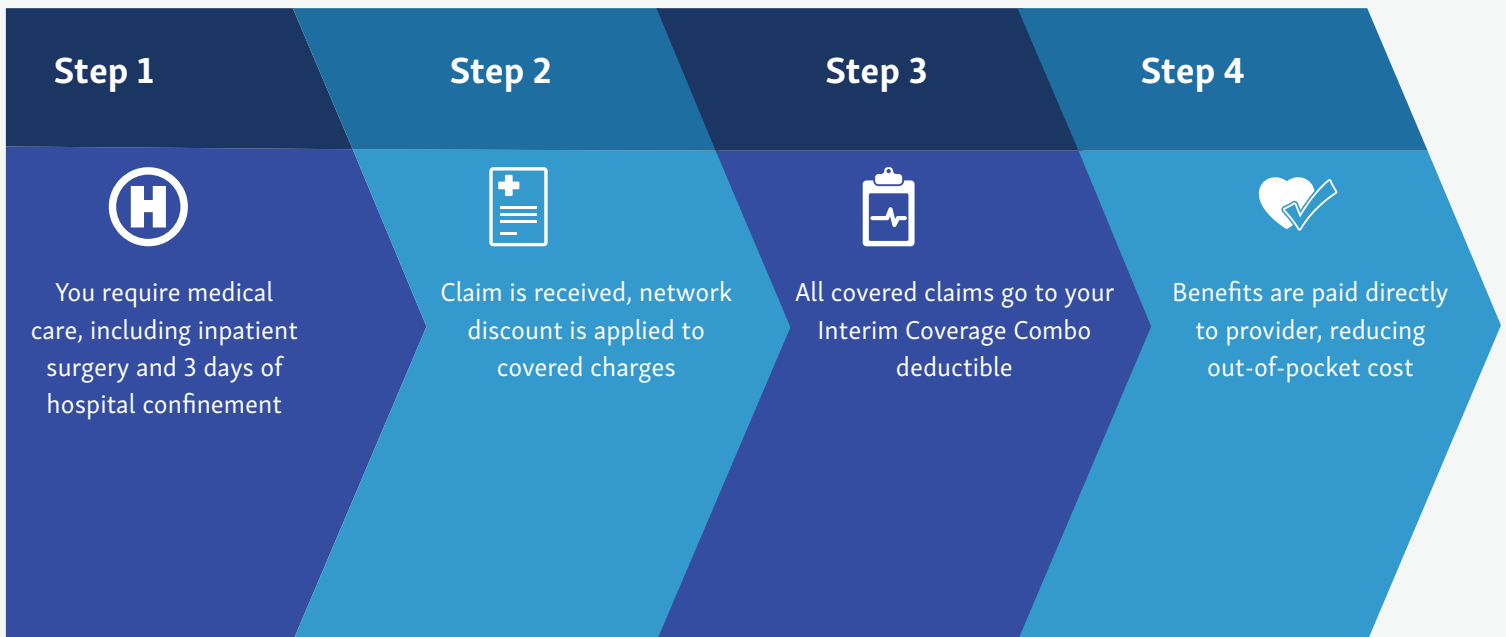 Step 1
You require medical
care, including inpatient
surgery and 3 days of
hospital confinement
Step 2
Claim is received, network
discount is applied to
covered charges
Step 3
All covered claims go to your
Interim Coverage Combo
deductible
Step 4
Benefits are paid directly
to provider, reducing
out-of-pocket cost